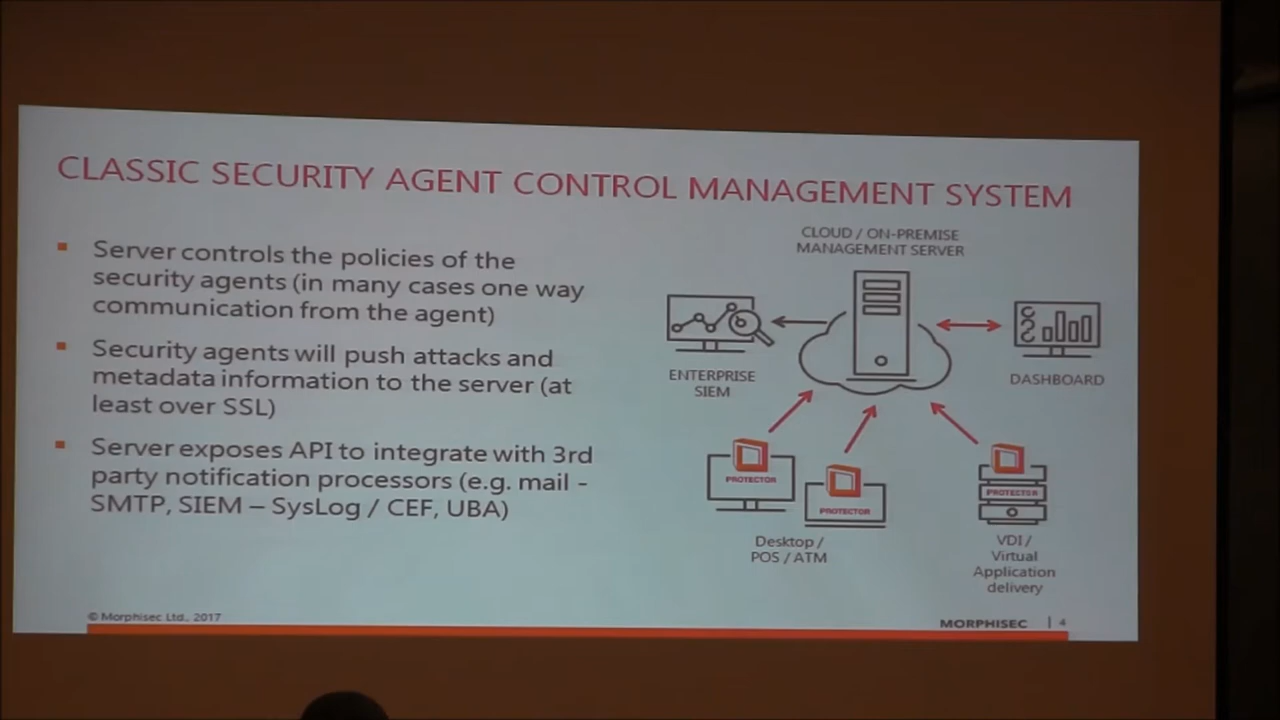 CLASSIC SECURITY AGENT CONTROL MANAGEMENT SYSTEM
Server controls the policies of the
security agents (in many cases one way
communication from the agent)
Security agents will push attacks and
metadata information to the server (at
least over SSL)
Server exposes API to integrate with 3rd
party notification processors (e.g. mail -
SMTP, SIEM – SysLog / CEF, UBA)
CLOUD / ON-PREMISE
MANAGEMENT SERVER
ENTERPRISE
SIEM
DASHBOARD
PROTECTOR
PROTECTOR
PROTECTOR
Desktop /
POS / ATM
VDI /
Virtual
Application
delivery
© Morphisec Ltd., 2017
MORPHISEC | 4